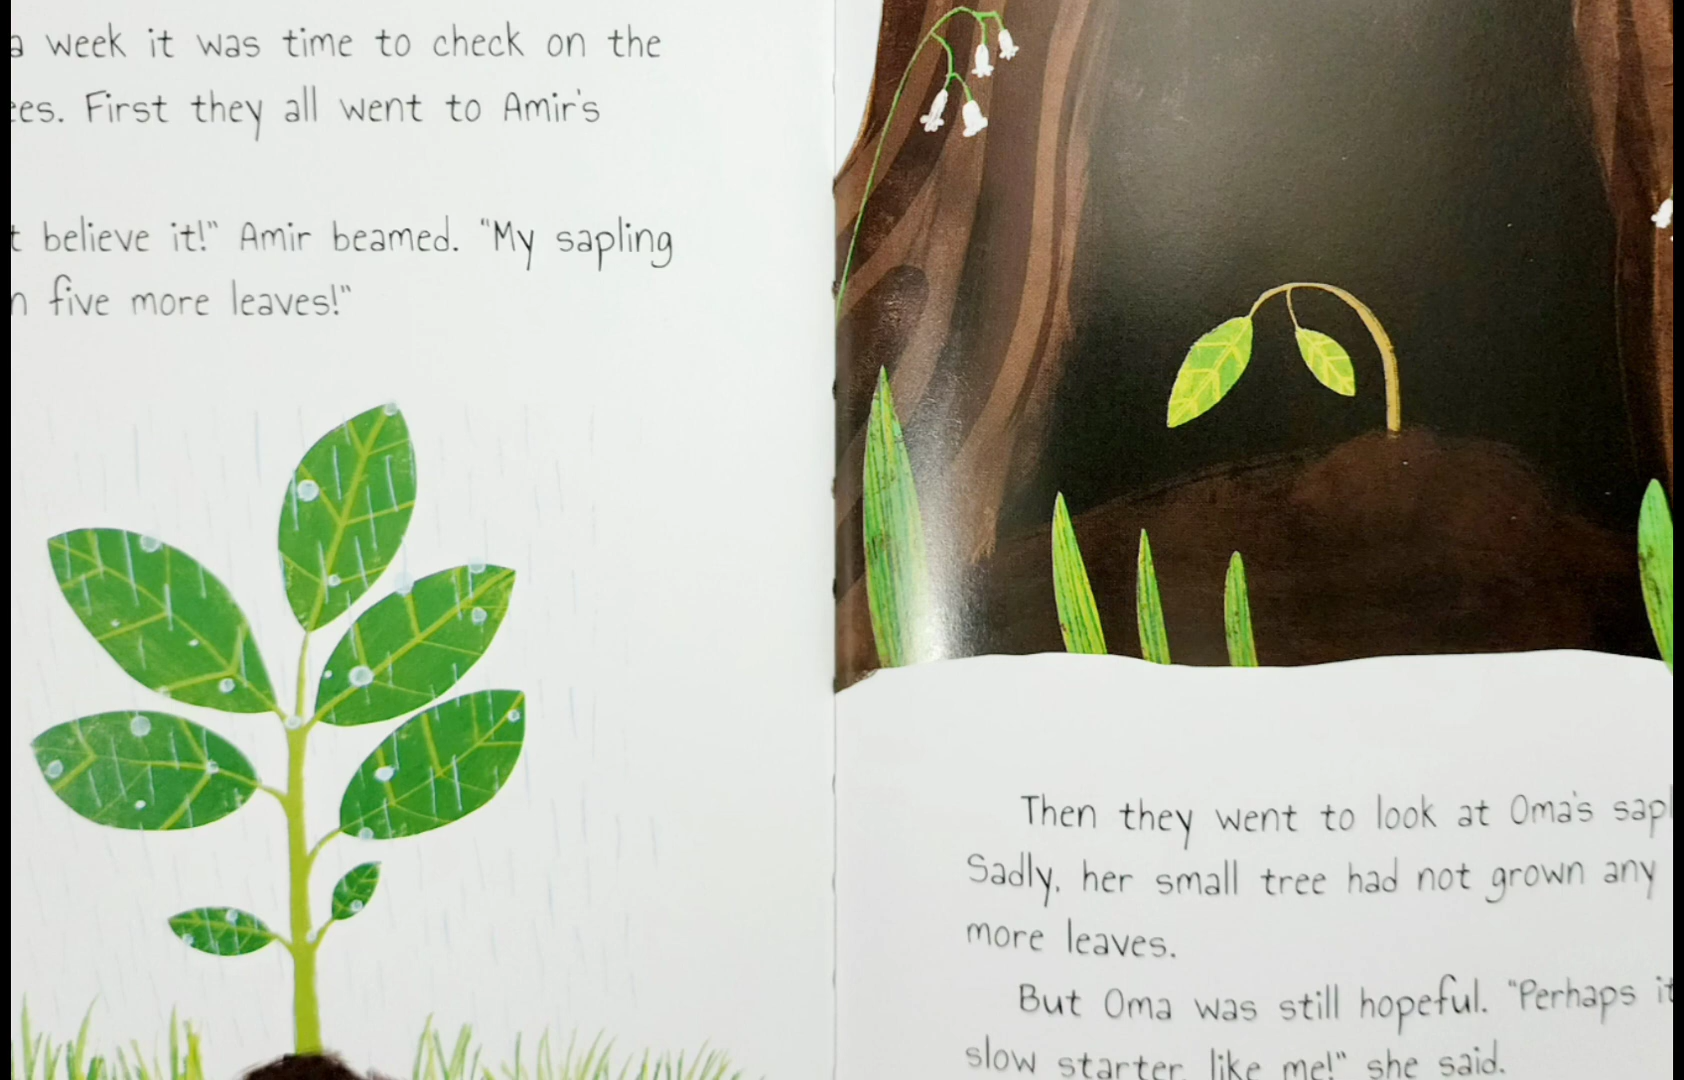 a week it was time to check on the
First they all went to Amir's
believe it!" Amir beamed. "My sapling
five more leaves!"
Then they went to look at Oma's
Sadly, her small tree had not grown any
more leaves.
But Oma was still hopeful. "Perhaps
slow starter, like me!" she said.